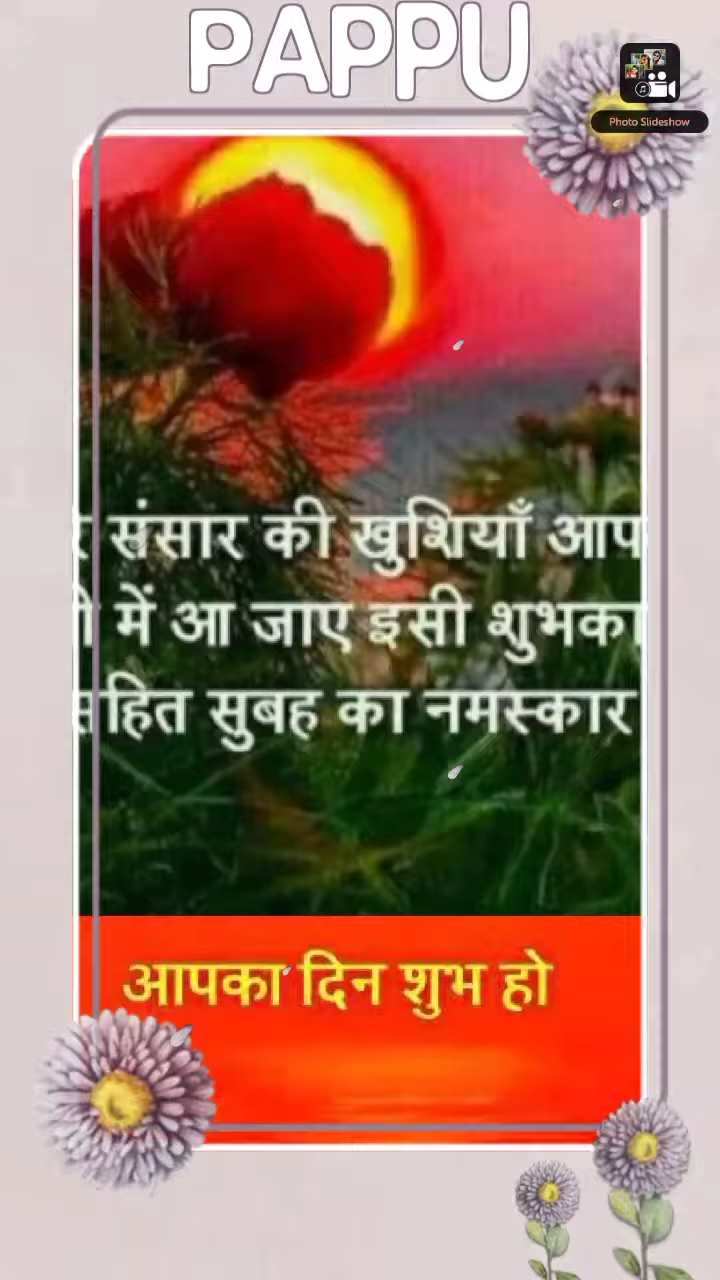 PAPPU
Photo Slideshow
संसार की खुशियाँ आप
में आ जाए इसी शुभका
सहित सुबह का नमस्कार
आपका दिन शुभ हो